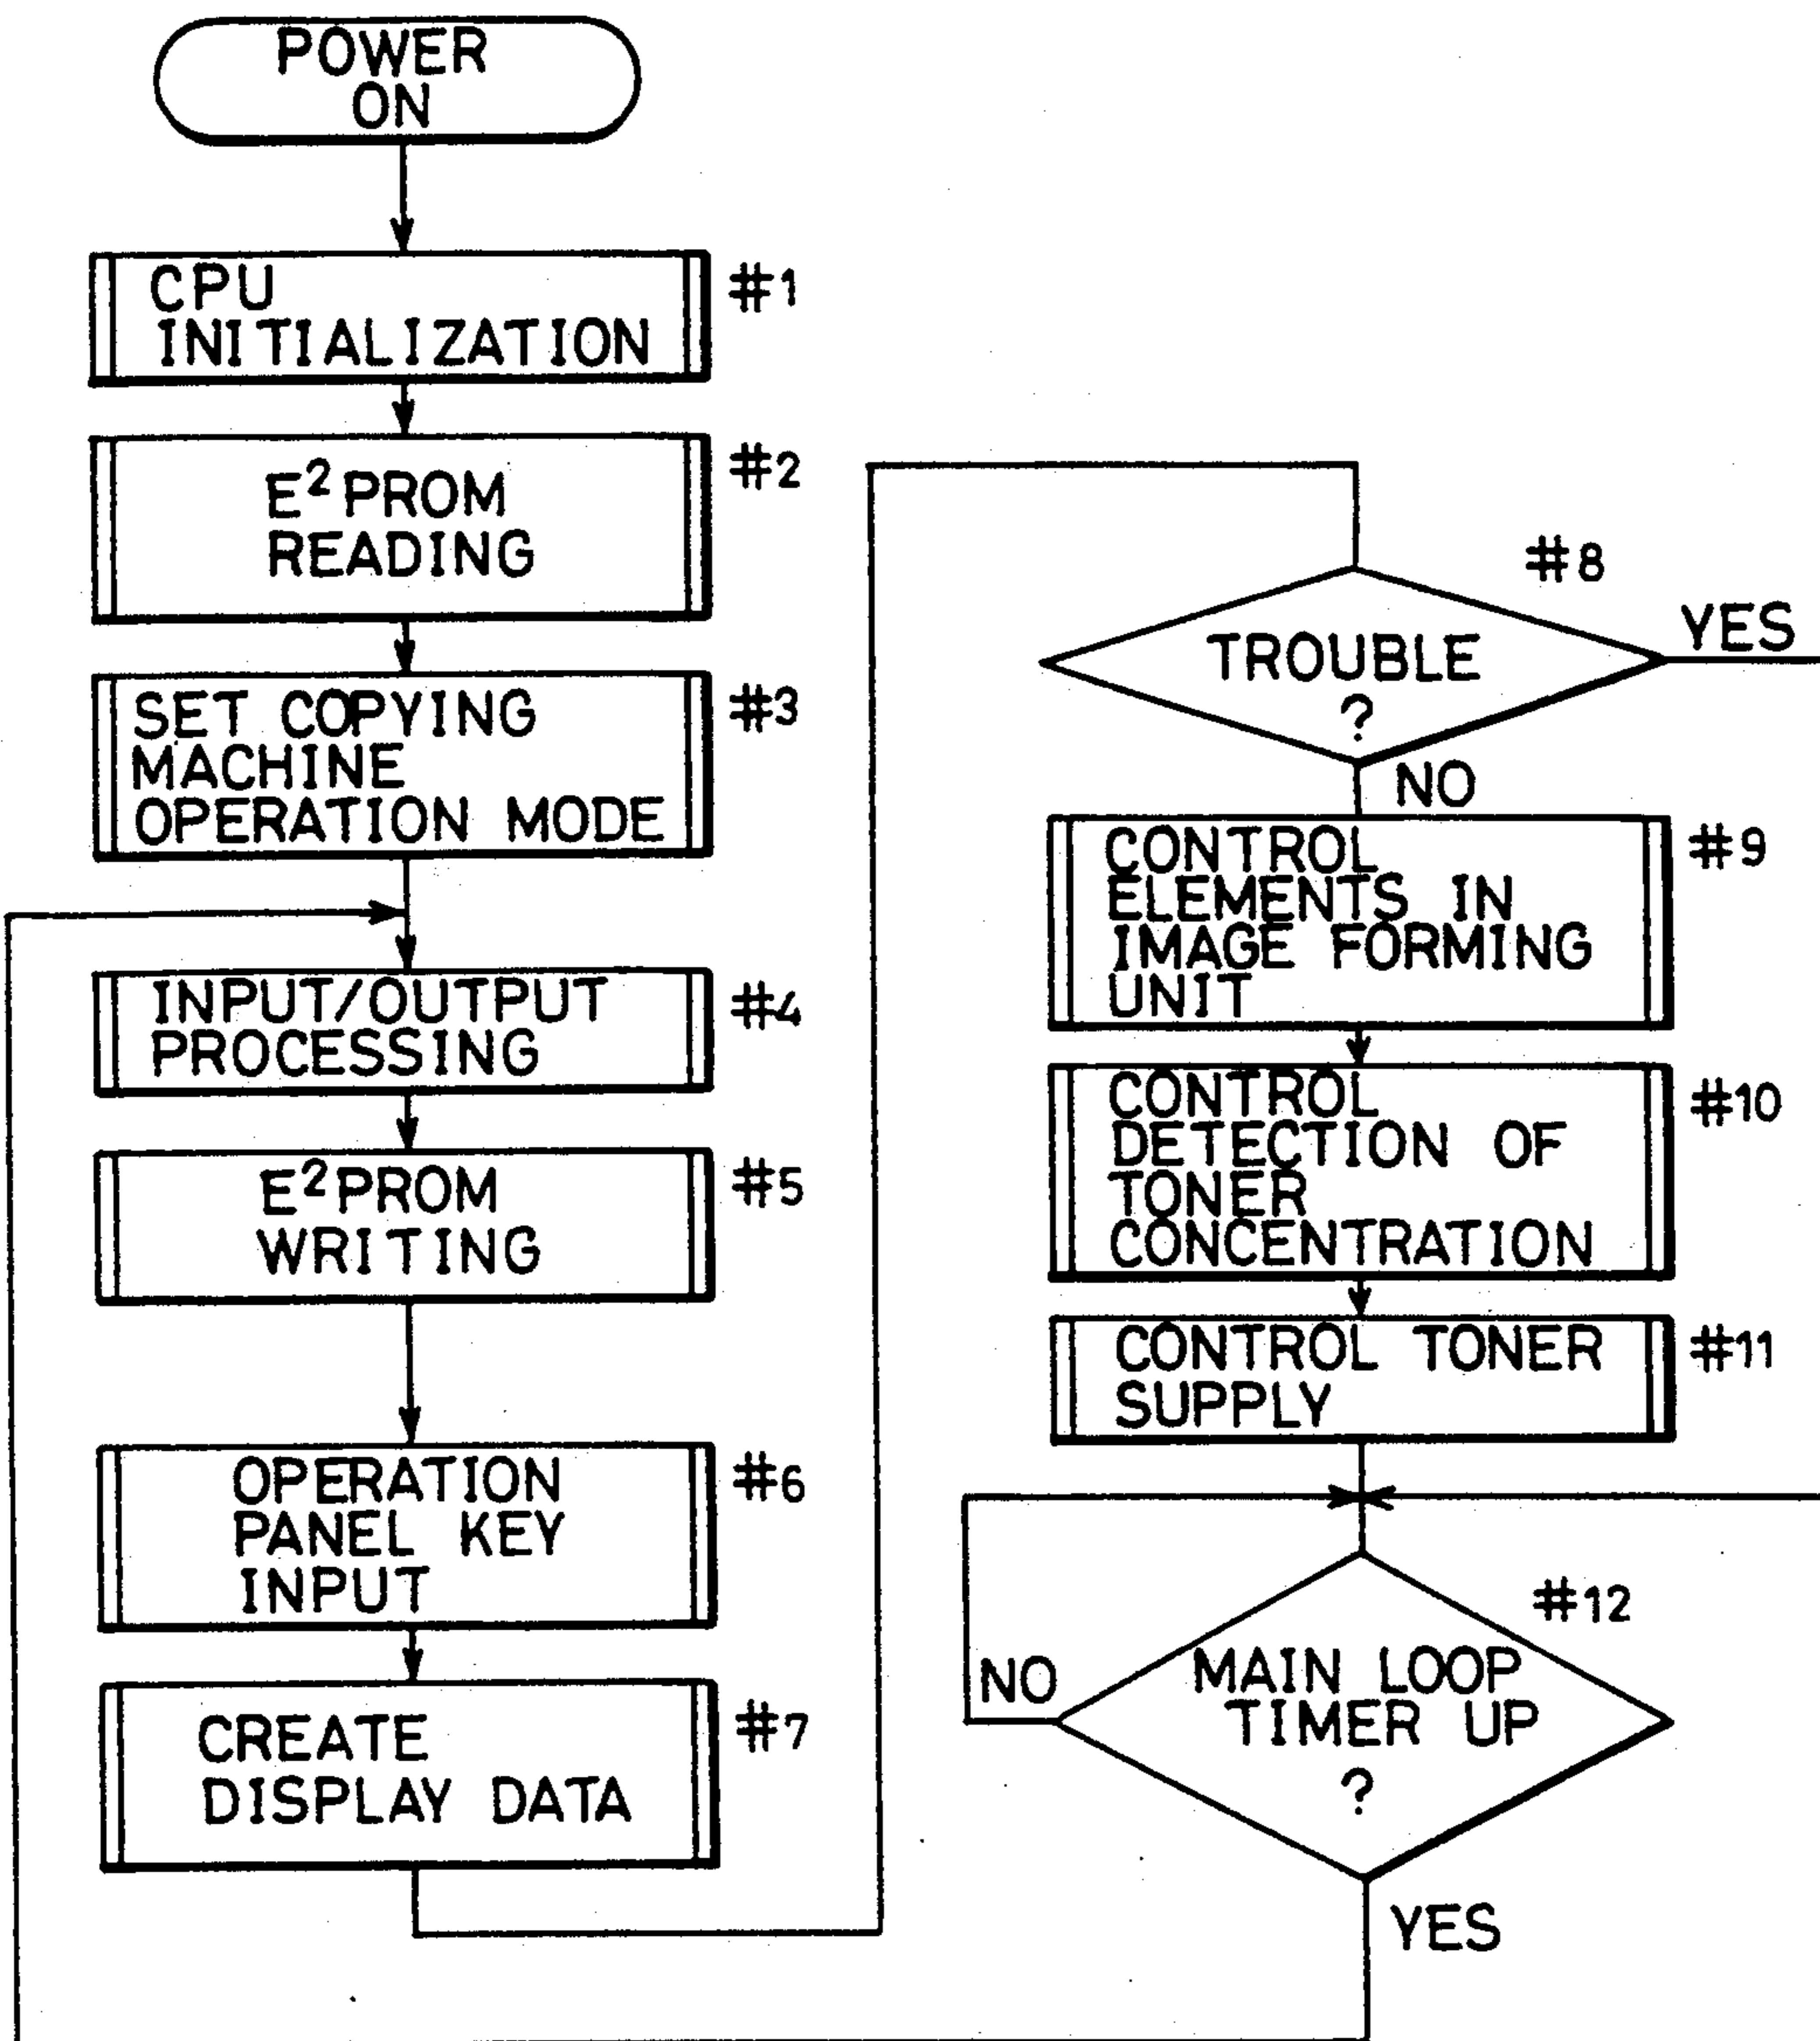 POWER
ON
CPU
INITIALIZATION
#1
E²PROM
READING
#2
SET COPYING
MACHINE
OPERATION MODE
#3
INPUT/OUTPUT
PROCESSING
#4
E²PROM
WRITING
#5
OPERATION
PANEL KEY
INPUT
#6
CREATE
DISPLAY DATA
#7
#8
TROUBLE
?
YES
NO
CONTROL
ELEMENTS IN
IMAGE FORMING
UNIT
#9
CONTROL
DETECTION OF
TONER
CONCENTRATION
#10
CONTROL TONER
SUPPLY
#11
#12
MAIN LOOP
TIMER UP
?
NO
YES